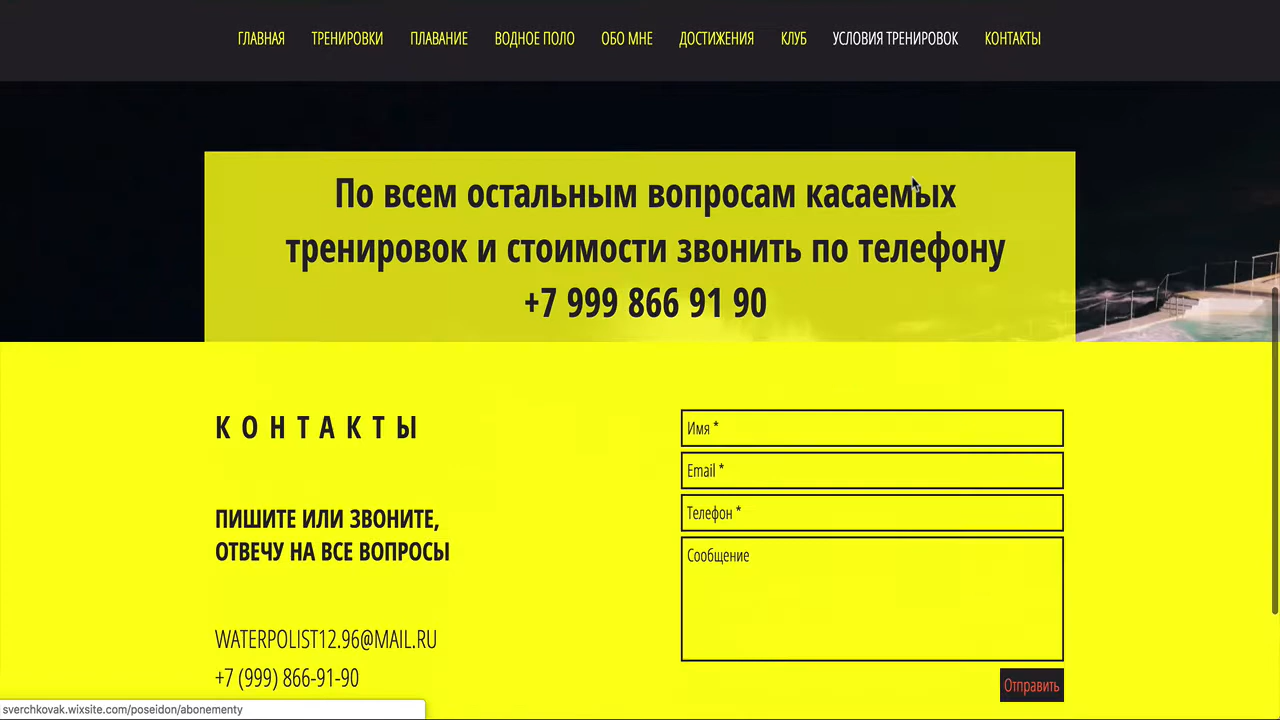 ГЛАВНАЯ ТРЕНИРОВКИ ПЛАВАНИЕ ВОДНОЕ ПОЛО ОБО МНЕ ДОСТИЖЕНИЯ КЛУБ УСЛОВИЯ ТРЕНИРОВОК КОНТАКТЫ
По всем остальным вопросам касаемых
тренировок и стоимости звонить по телефону
+7 999 866 91 90
КОНТАКТЫ
ПИШИТЕ ИЛИ ЗВОНИТЕ,
ОТВЕЧУ НА ВСЕ ВОПРОСЫ
WATERPOLIST12.96@MAIL.RU
+7 (999) 866-91-90
Имя *
Email *
Телефон *
Сообщение
Отправить
sverchkovak.wixsite.com/poseidon/abonementy